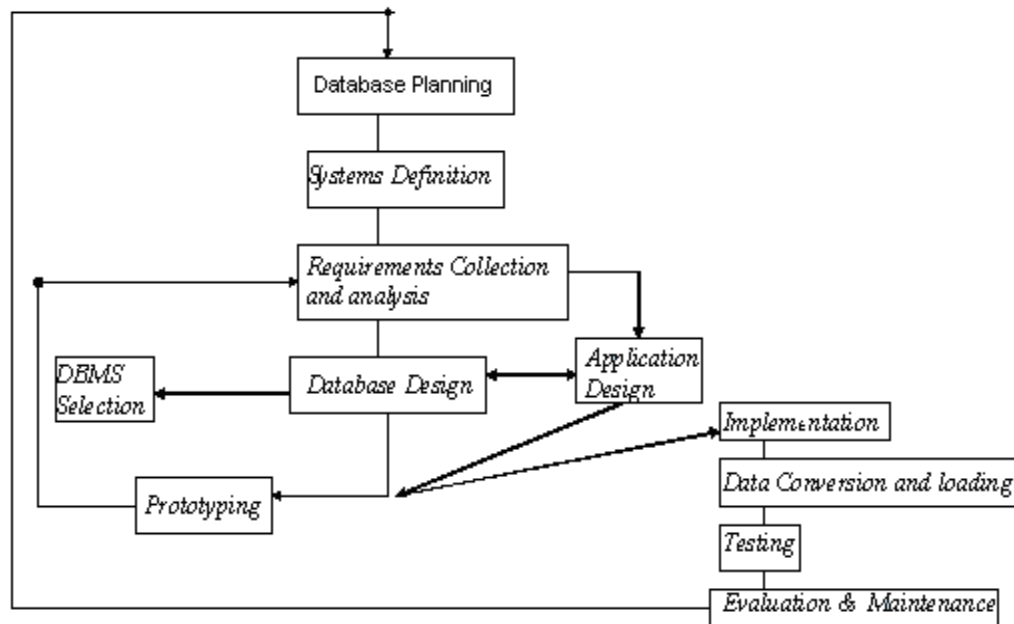 Database Planning
Systems Definition
Requirements Collection
and analysis
DBMS
Selection
Database Design
Application
Design
Implementation
Prototyping
Data Conversion and loading
Testing
Evaluation & Maintenance